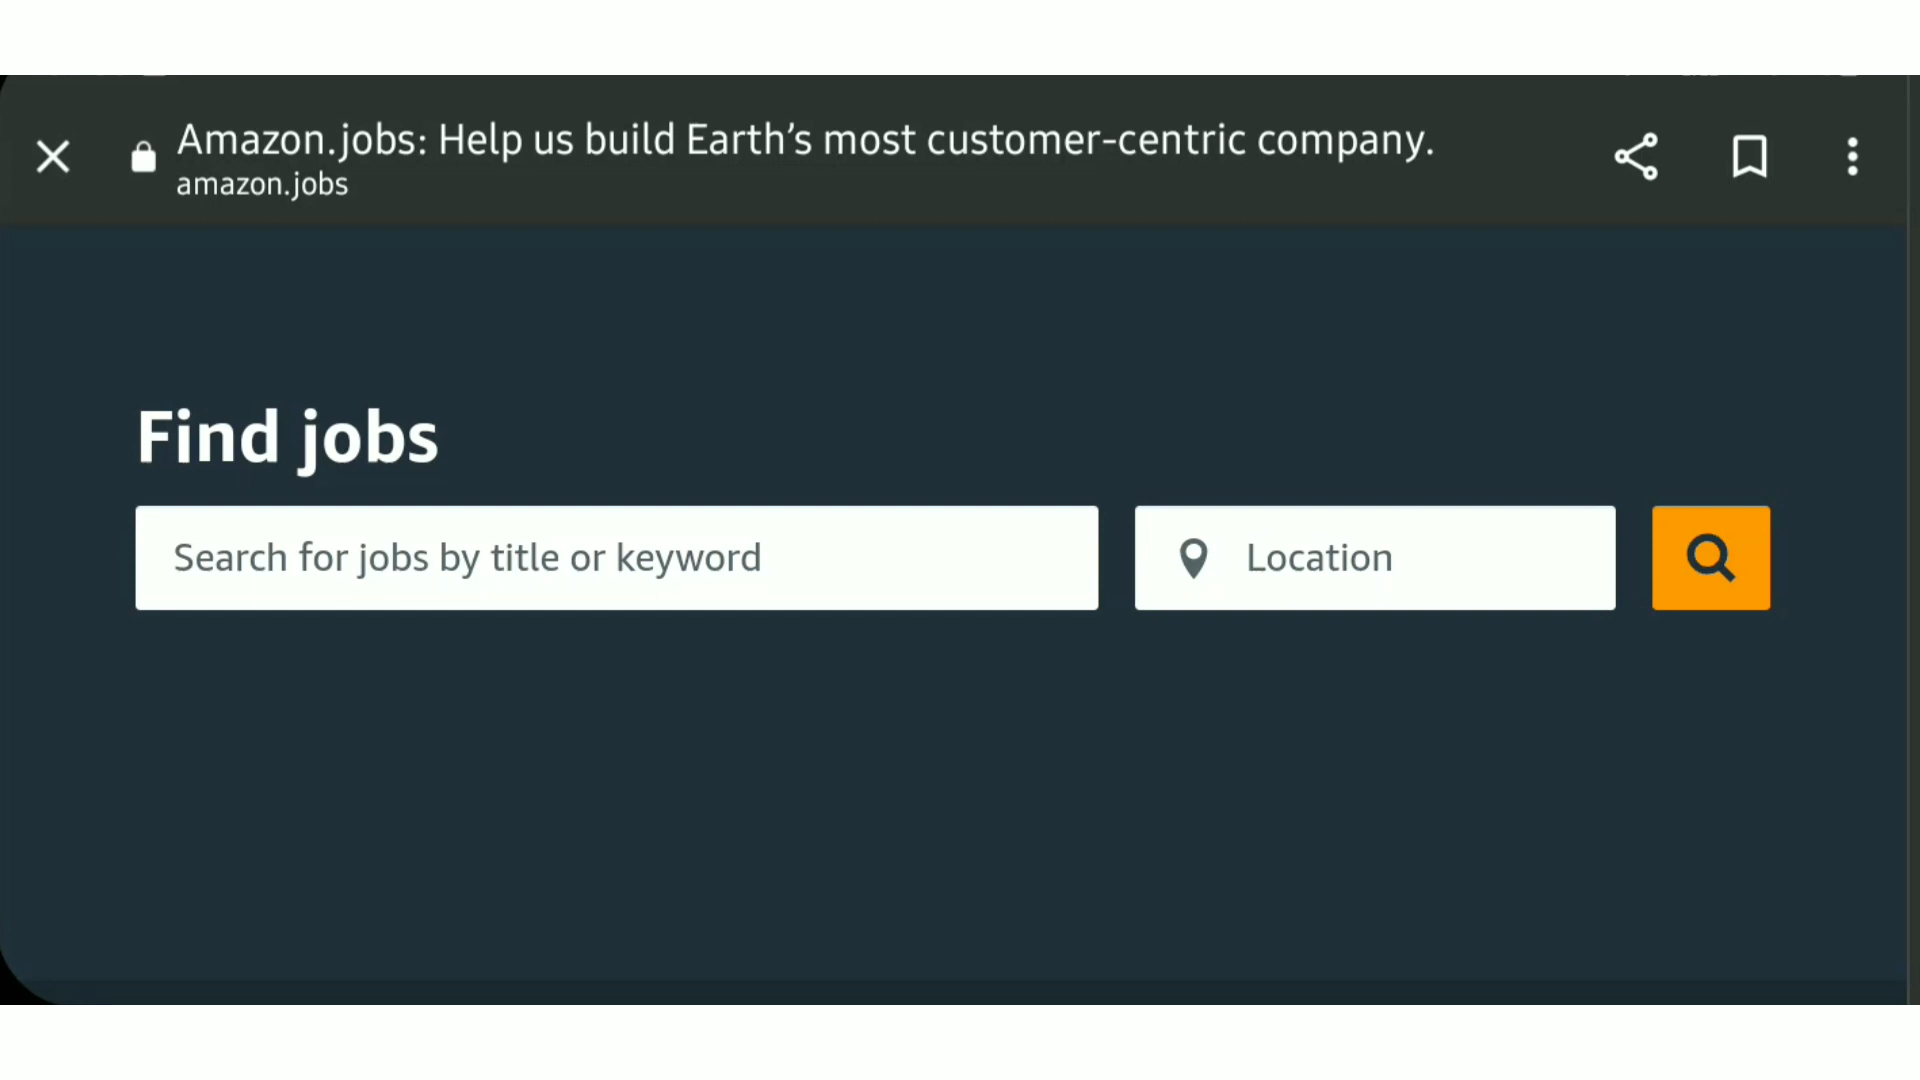 Amazon.jobs: Help us build Earth’s most customer-centric company.
amazon.jobs
Find jobs
Search for jobs by title or keyword
Location